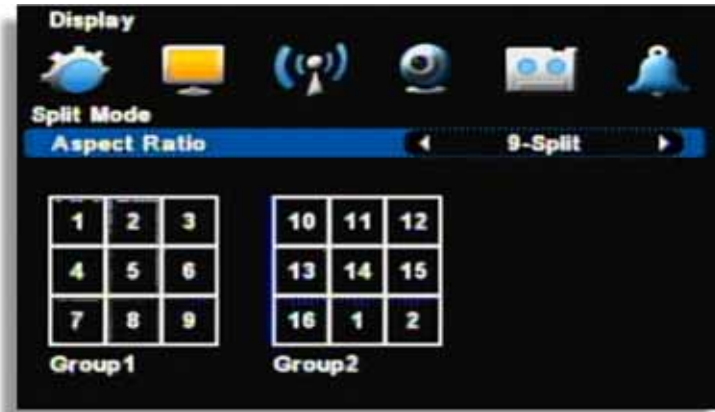 Display
Split Mode
Aspect Ratio 9-Split
1 2 3 10 11 12
4 5 6 13 14 15
7 8 9 16 1 2
Group1 Group2